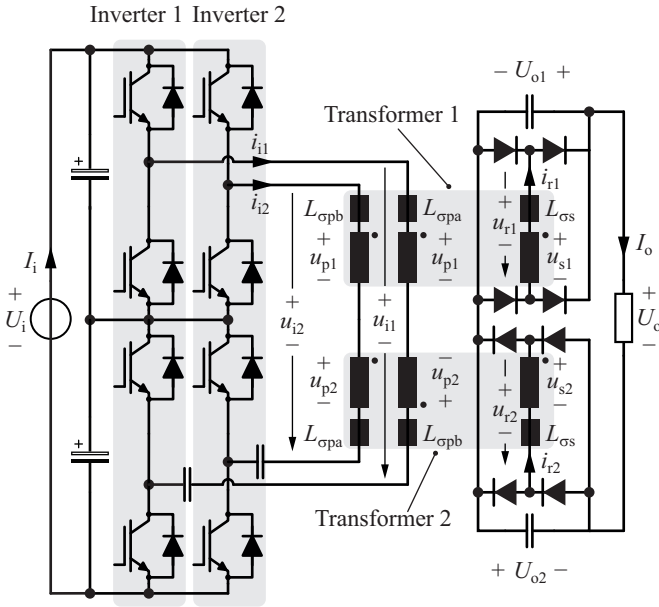 Inverter 1 Inverter 2
− U_o1 +
Transformer 1
+
i_i1
i_i2
i_r1
L_σpb L_σpa + u_r1 − L_σs
I_i
+ u_p1 − + u_p1 − + u_s1 −
I_o
+ U_i −
+ u_i2 − + u_i1 −
+ U_o −
+ u_p2 − − u_p2 + + u_r2 − + u_s2 −
+
L_σpa L_σpb L_σs
i_r2
Transformer 2
+ U_o2 −